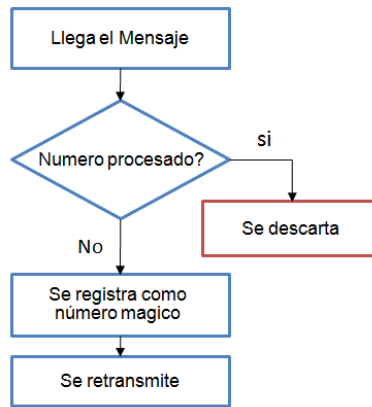 Llega el Mensaje
Numero procesado?
si
Se descarta
No
Se registra como
número magico
Se retransmite